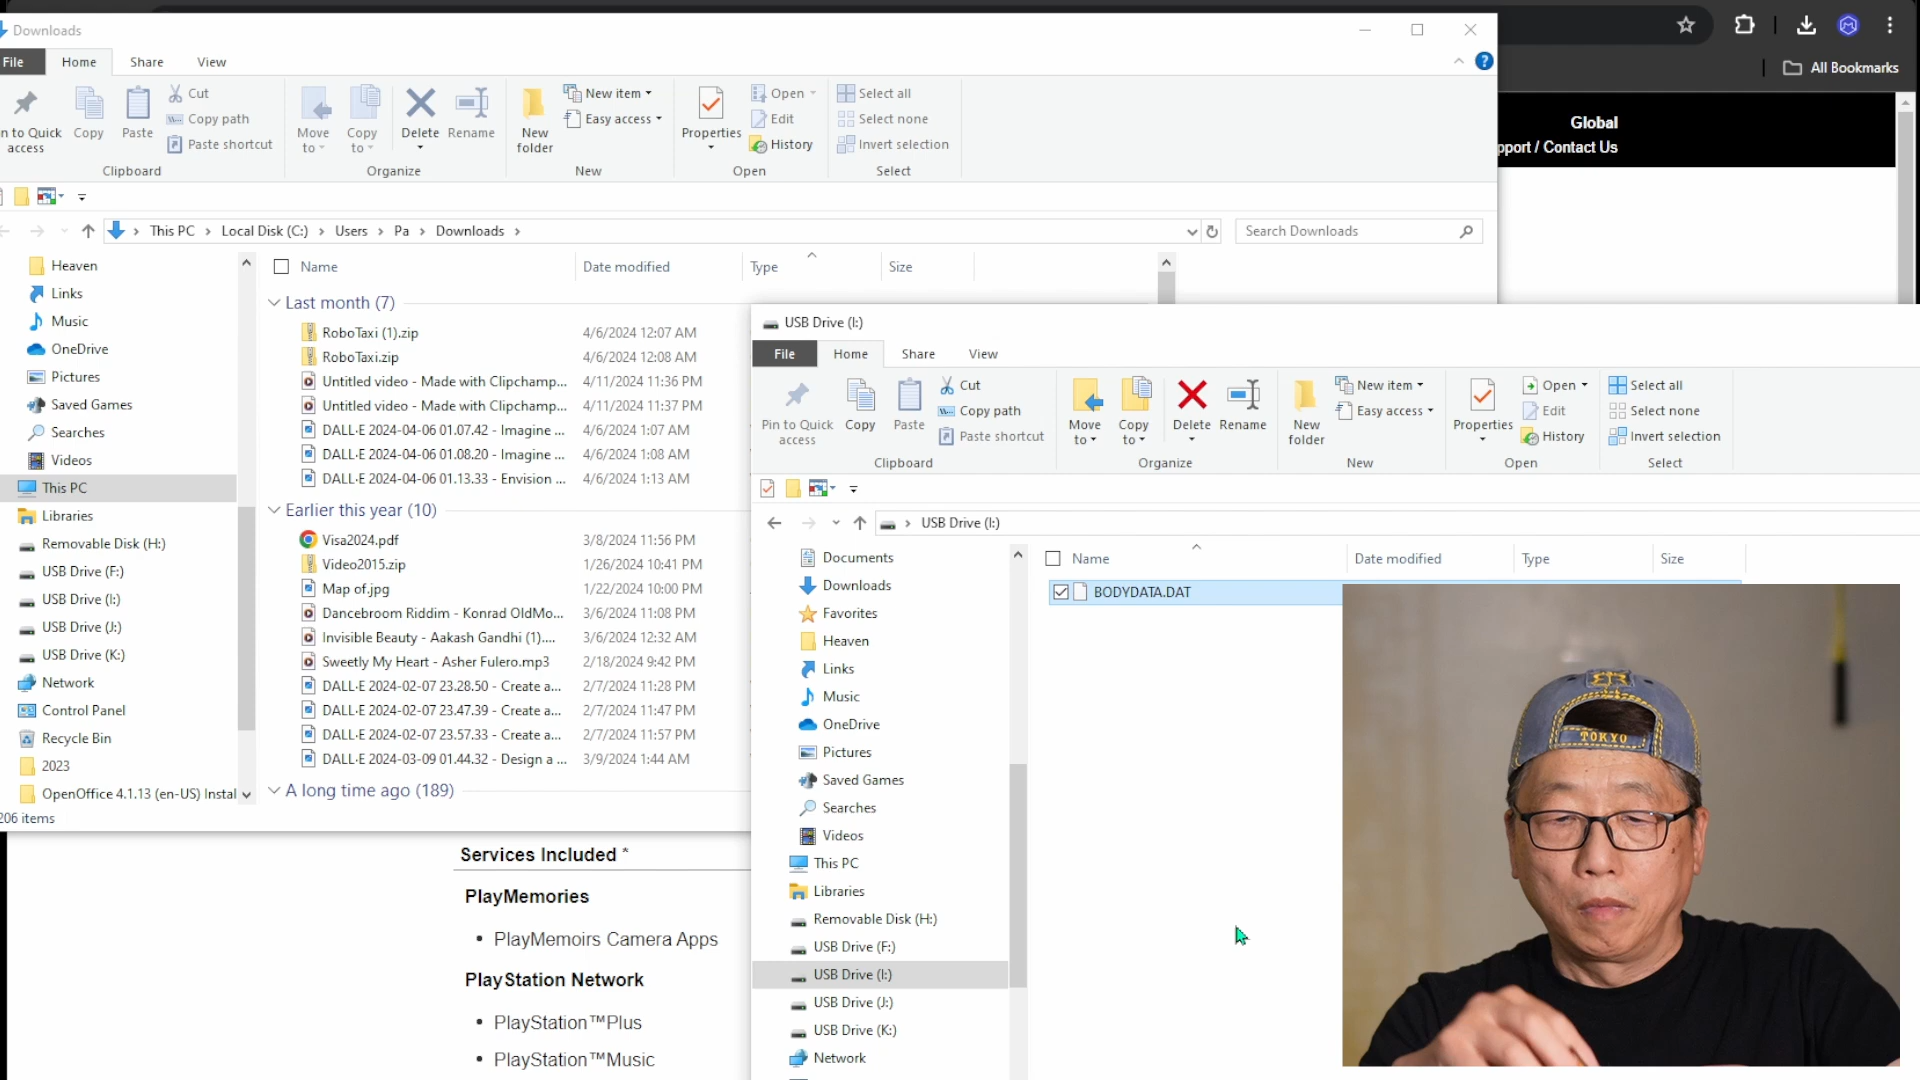 Downloads
File Home Share View
Cut
Copy path
Paste shortcut
n to Quick access
Copy
Paste
Clipboard
Move to
Copy to
Delete
Rename
Organize
New folder
New item
Easy access
New
Properties
Open
Edit
History
Open
Select all
Select none
Invert selection
Select
All Bookmarks
Global
pport / Contact Us
This PC > Local Disk (C:) > Users > Pa > Downloads >
Search Downloads
Heaven
Links
Music
OneDrive
Pictures
Saved Games
Searches
Videos
This PC
Libraries
Removable Disk (H:)
USB Drive (F:)
USB Drive (I:)
USB Drive (J:)
USB Drive (K:)
Network
Control Panel
Recycle Bin
2023
OpenOffice 4.1.13 (en-US) Instal
206 items
Name Date modified Type Size
Last month (7)
RoboTaxi (1).zip 4/6/2024 12:07 AM
RoboTaxi.zip 4/6/2024 12:08 AM
Untitled video - Made with Clipchamp... 4/11/2024 11:36 PM
Untitled video - Made with Clipchamp... 4/11/2024 11:37 PM
DALL·E 2024-04-06 01.07.42 - Imagine ... 4/6/2024 1:07 AM
DALL·E 2024-04-06 01.08.20 - Imagine ... 4/6/2024 1:08 AM
DALL·E 2024-04-06 01.13.33 - Envision ... 4/6/2024 1:13 AM
Earlier this year (10)
Visa2024.pdf 3/8/2024 11:56 PM
Video2015.zip 1/26/2024 10:41 PM
Map of.jpg 1/22/2024 10:00 PM
Dancebroom Riddim - Konrad OldMo... 3/6/2024 11:08 PM
Invisible Beauty - Aakash Gandhi (1).... 3/6/2024 12:32 AM
Sweetly My Heart - Asher Fulero.mp3 2/18/2024 9:42 PM
DALL·E 2024-02-07 23.28.50 - Create a... 2/7/2024 11:28 PM
DALL·E 2024-02-07 23.47.39 - Create a... 2/7/2024 11:47 PM
DALL·E 2024-02-07 23.57.33 - Create a... 2/7/2024 11:57 PM
DALL·E 2024-03-09 01.44.32 - Design a ... 3/9/2024 1:44 AM
A long time ago (189)
USB Drive (I:)
File Home Share View
Pin to Quick access
Copy
Paste
Cut
Copy path
Paste shortcut
Clipboard
Move to
Copy to
Delete
Rename
Organize
New folder
New item
Easy access
New
Properties
Open
Edit
History
Open
Select all
Select none
Invert selection
Select
USB Drive (I:)
Documents
Downloads
Favorites
Heaven
Links
Music
OneDrive
Pictures
Saved Games
Searches
Videos
This PC
Libraries
Removable Disk (H:)
USB Drive (F:)
USB Drive (I:)
USB Drive (J:)
USB Drive (K:)
Network
Name Date modified Type Size
BODYDATA.DAT
TOKYO
Services Included *
PlayMemories
• PlayMemoirs Camera Apps
PlayStation Network
• PlayStation™Plus
• PlayStation™Music